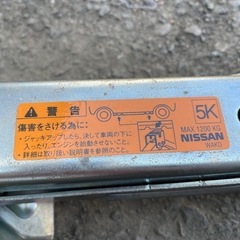 警告
傷害をさける為に:
・ジャッキアップしたら、決して車両の下に
入ったり、エンジンを始動させないこと。
・詳細は取り扱い説明書を参照のこと。
5K
MAX 1200 KG
NISSAN
WAKO